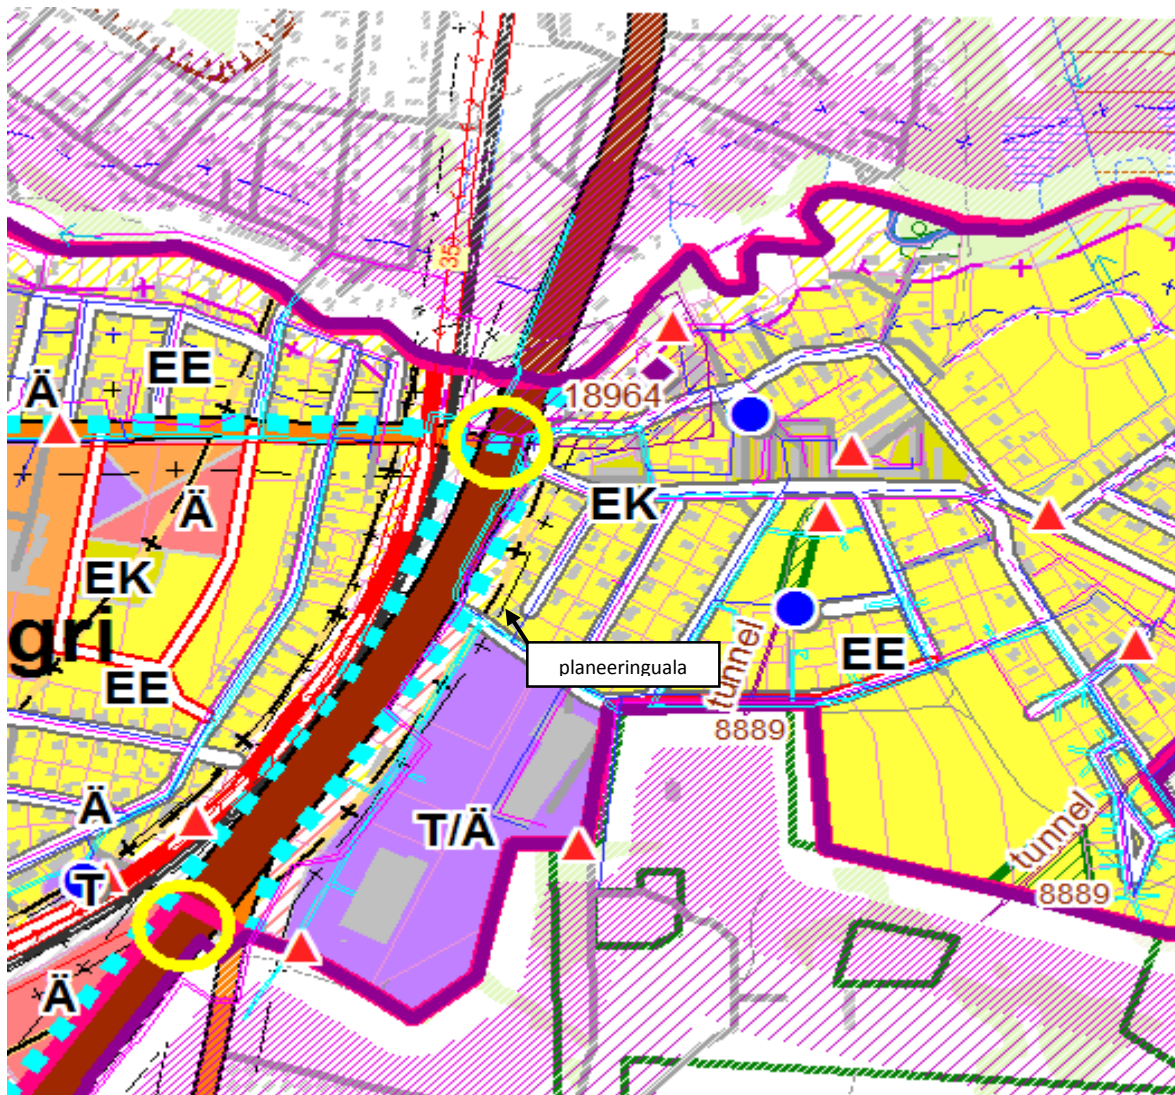 35
EE
Ä
18964
Ä
EK
EK
gri
EE
tunnel
planeeringuala
EE
8889
Ä
T/Ä
tunnel
T
8889
Ä